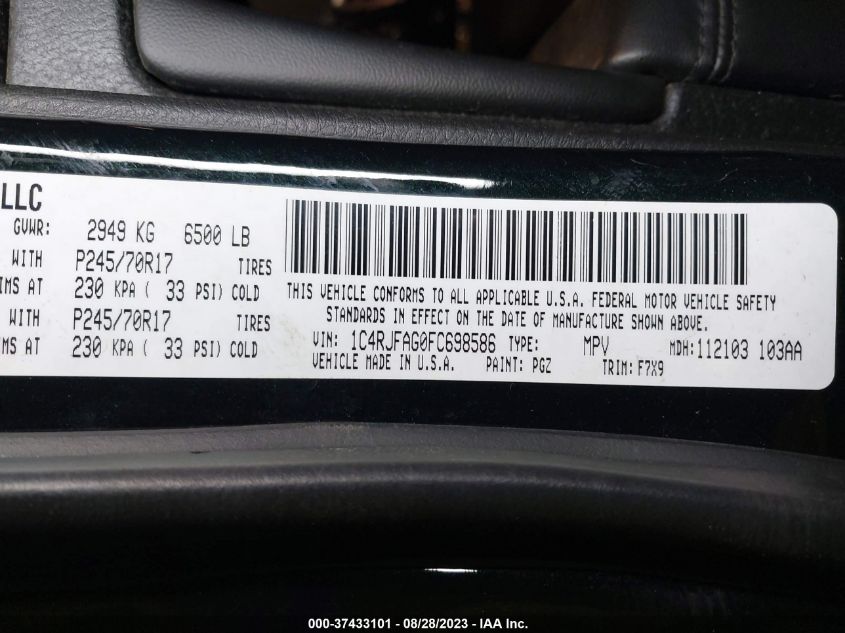 LLC
GVWR: 2949 KG 6500 LB
WITH P245/70R17 TIRES
IMS AT 230 KPA ( 33 PSI) COLD
WITH P245/70R17 TIRES
IMS AT 230 KPA ( 33 PSI) COLD
THIS VEHICLE CONFORMS TO ALL APPLICABLE U.S.A. FEDERAL MOTOR VEHICLE SAFETY
STANDARDS IN EFFECT ON THE DATE OF MANUFACTURE SHOWN ABOVE.
VIN: 1C4RJFAG0FC698586 TYPE: MPV MDH:112103 103AA
VEHICLE MADE IN U.S.A. PAINT: PGZ TRIM:F7X9
000-37433101 - 08/28/2023 - IAA Inc.